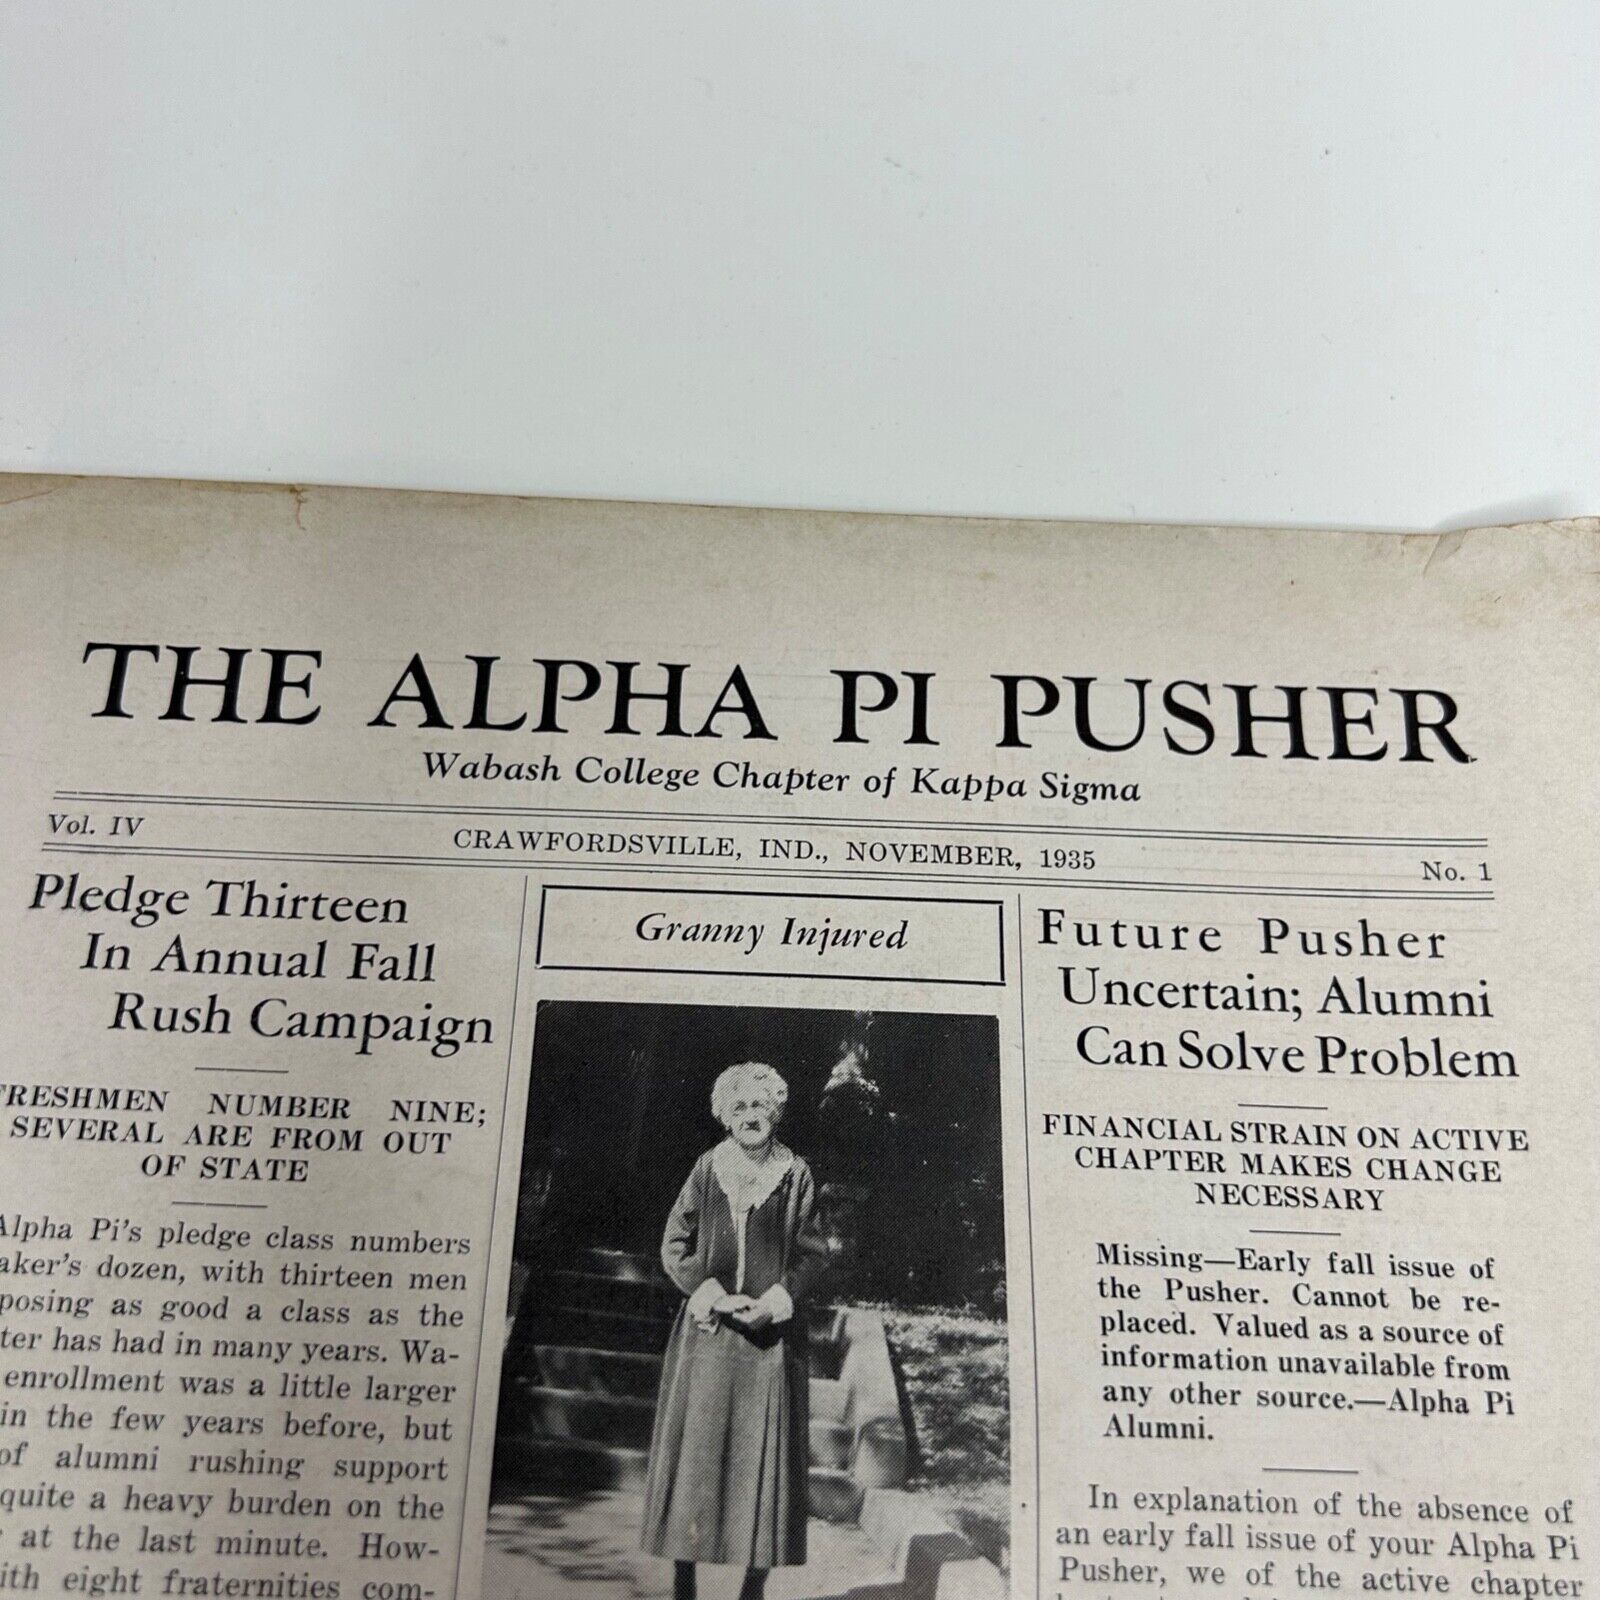 THE ALPHA PI PUSHER
Wabash College Chapter of Kappa Sigma
Vol. IV
CRAWFORDSVILLE, IND., NOVEMBER, 1935
No. 1
Pledge Thirteen
In Annual Fall
Rush Campaign
FRESHMEN NUMBER NINE;
SEVERAL ARE FROM OUT
OF STATE
Alpha Pi's pledge class numbers
aker's dozen, with thirteen men
posing as good a class as the
ter has had in many years. Wa-
enrollment was a little larger
in the few years before, but
of alumni rushing support
quite a heavy burden on the
at the last minute. How-
ith eight fraternities com-
Granny Injured
Future Pusher
Uncertain; Alumni
Can Solve Problem
FINANCIAL STRAIN ON ACTIVE
CHAPTER MAKES CHANGE
NECESSARY
Missing—Early fall issue of
the Pusher. Cannot be re-
placed. Valued as a source of
information unavailable from
any other source.—Alpha Pi
Alumni.
In explanation of the absence of
an early fall issue of your Alpha Pi
Pusher, we of the active chapter